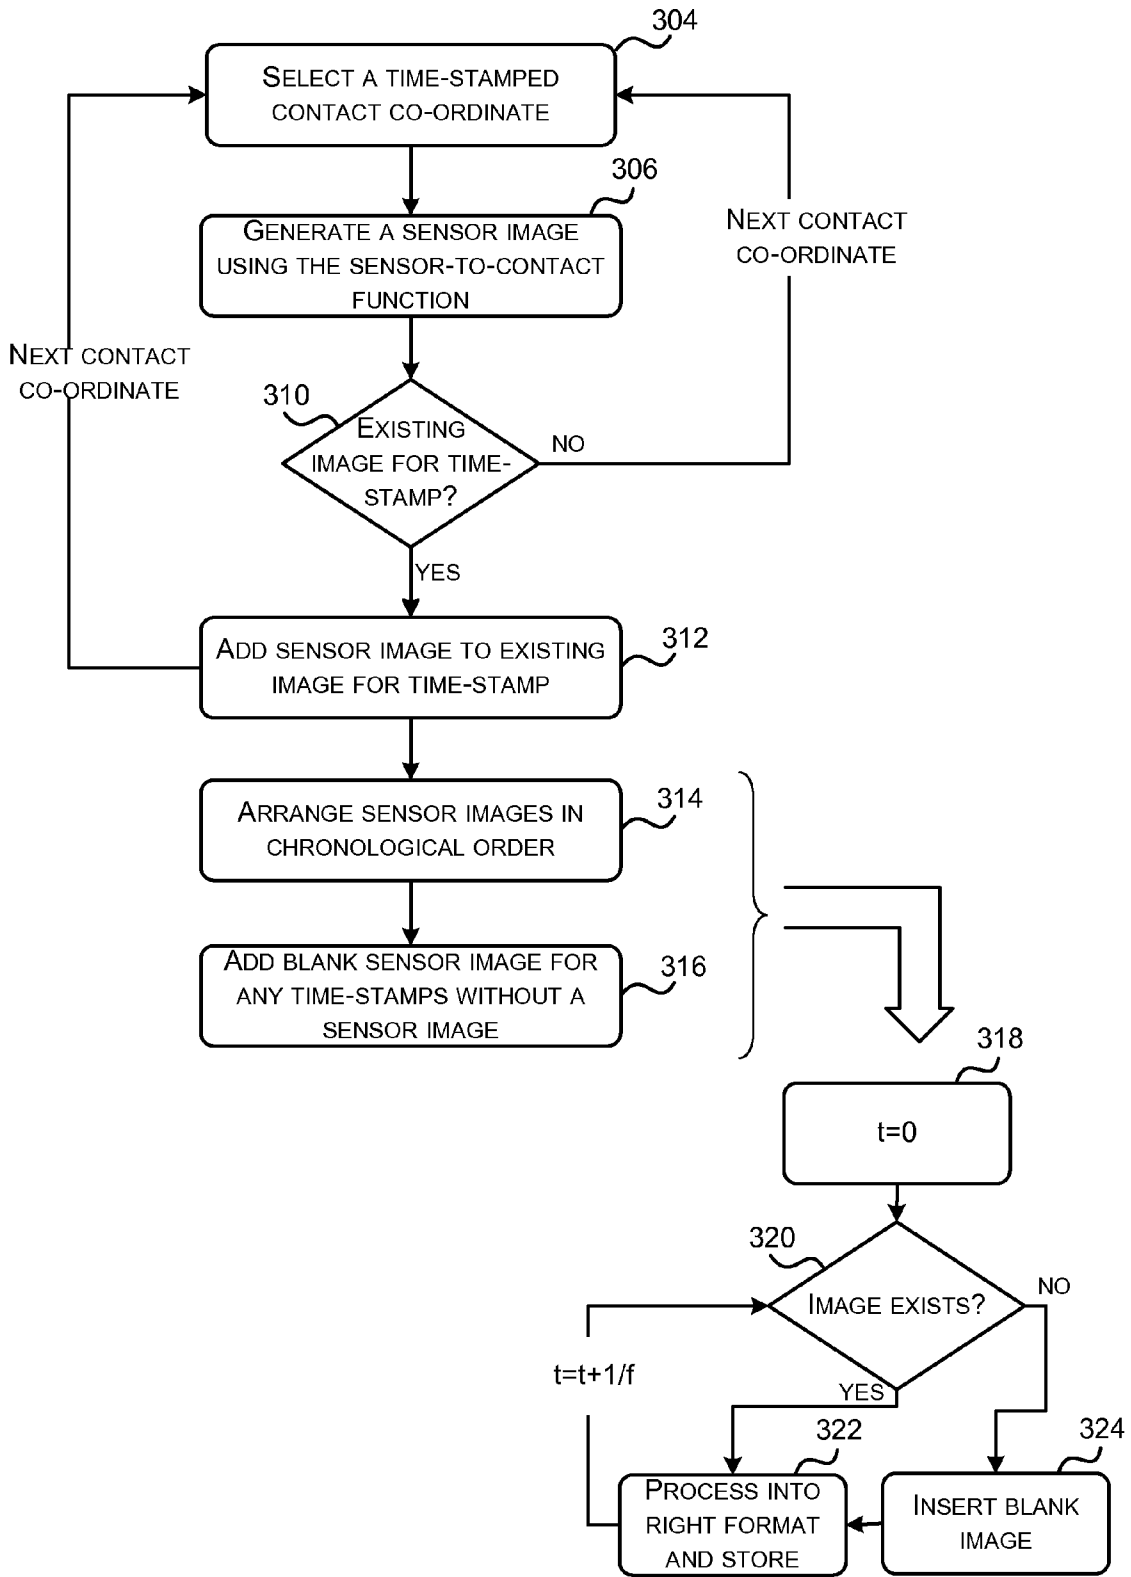 304
SELECT A TIME-STAMPED
CONTACT CO-ORDINATE
306
GENERATE A SENSOR IMAGE
USING THE SENSOR-TO-CONTACT
FUNCTION
NEXT CONTACT
CO-ORDINATE
NEXT CONTACT
CO-ORDINATE
310
EXISTING
IMAGE FOR TIME-
STAMP?
NO
YES
ADD SENSOR IMAGE TO EXISTING
IMAGE FOR TIME-STAMP
312
ARRANGE SENSOR IMAGES IN
CHRONOLOGICAL ORDER
314
ADD BLANK SENSOR IMAGE FOR
ANY TIME-STAMPS WITHOUT A
SENSOR IMAGE
316
318
t=0
320
IMAGE EXISTS?
NO
t=t+1/f
YES
322
PROCESS INTO
RIGHT FORMAT
AND STORE
324
INSERT BLANK
IMAGE